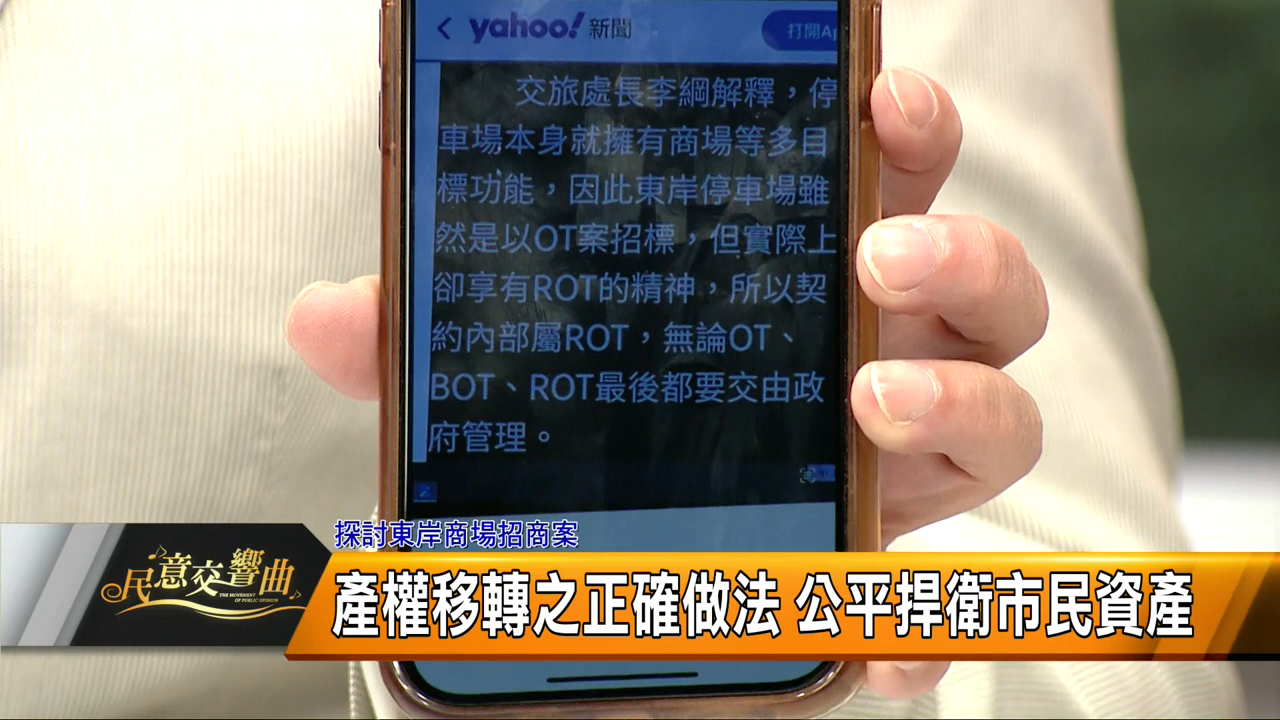 yahoo!新聞
打開Ap
交旅處長李綱解釋，停
車場本身就擁有商場等多目
標功能，因此東岸停車場雖
然是以OT案招標，但實際上
卻享有ROT的精神，所以契
約內部屬ROT，無論OT、
BOT、ROT最後都要交由政
府管理。
探討東岸商場招商案
民意交響曲
THE MOVEMENT
OF PUBLIC OPINION
產權移轉之正確做法 公平捍衛市民資產